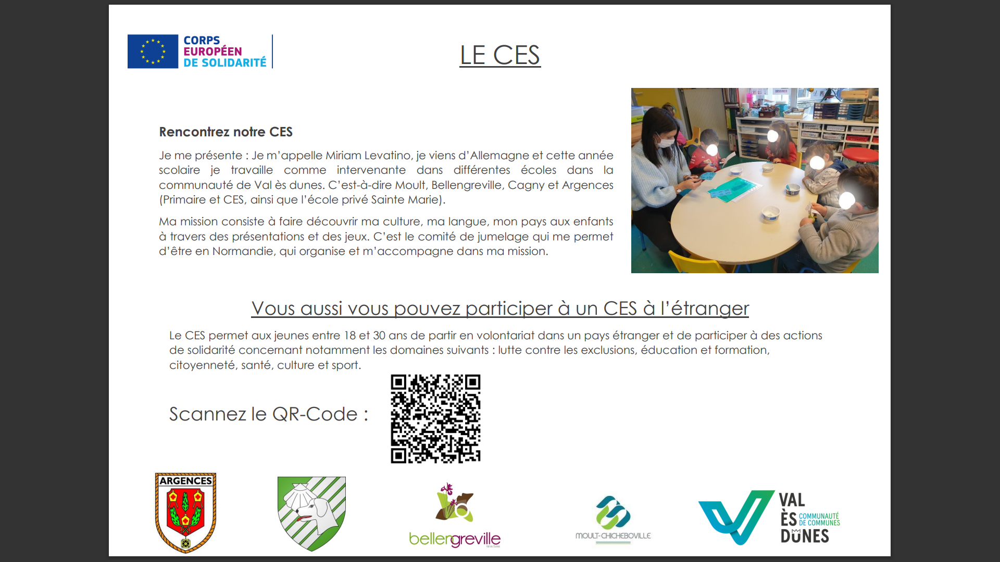 CORPS
EUROPÉEN
DE SOLIDARITÉ
LE CES
Rencontrez notre CES
Je me présente : Je m’appelle Miriam Levatino, je viens d’Allemagne et cette année
scolaire je travaille comme intervenante dans différentes écoles dans la
communauté de Val ès dunes. C’est-à-dire Moult, Bellengreville, Cagny et Argences
(Primaire et CES, ainsi que l’école privé Sainte Marie).
Ma mission consiste à faire découvrir ma culture, ma langue, mon pays aux enfants
à travers des présentations et des jeux. C’est le comité de jumelage qui me permet
d’être en Normandie, qui organise et m’accompagne dans ma mission.
Vous aussi vous pouvez participer à un CES à l’étranger
Le CES permet aux jeunes entre 18 et 30 ans de partir en volontariat dans un pays étranger et de participer à des actions
de solidarité concernant notamment les domaines suivants : lutte contre les exclusions, éducation et formation,
citoyenneté, santé, culture et sport.
Scannez le QR-Code :
ARGENCES
bellengreville
Val ès Dunes
MOULT-CHICHEBOVILLE
VAL
ÈS COMMUNAUTÉ
DE COMMUNES
DUNES